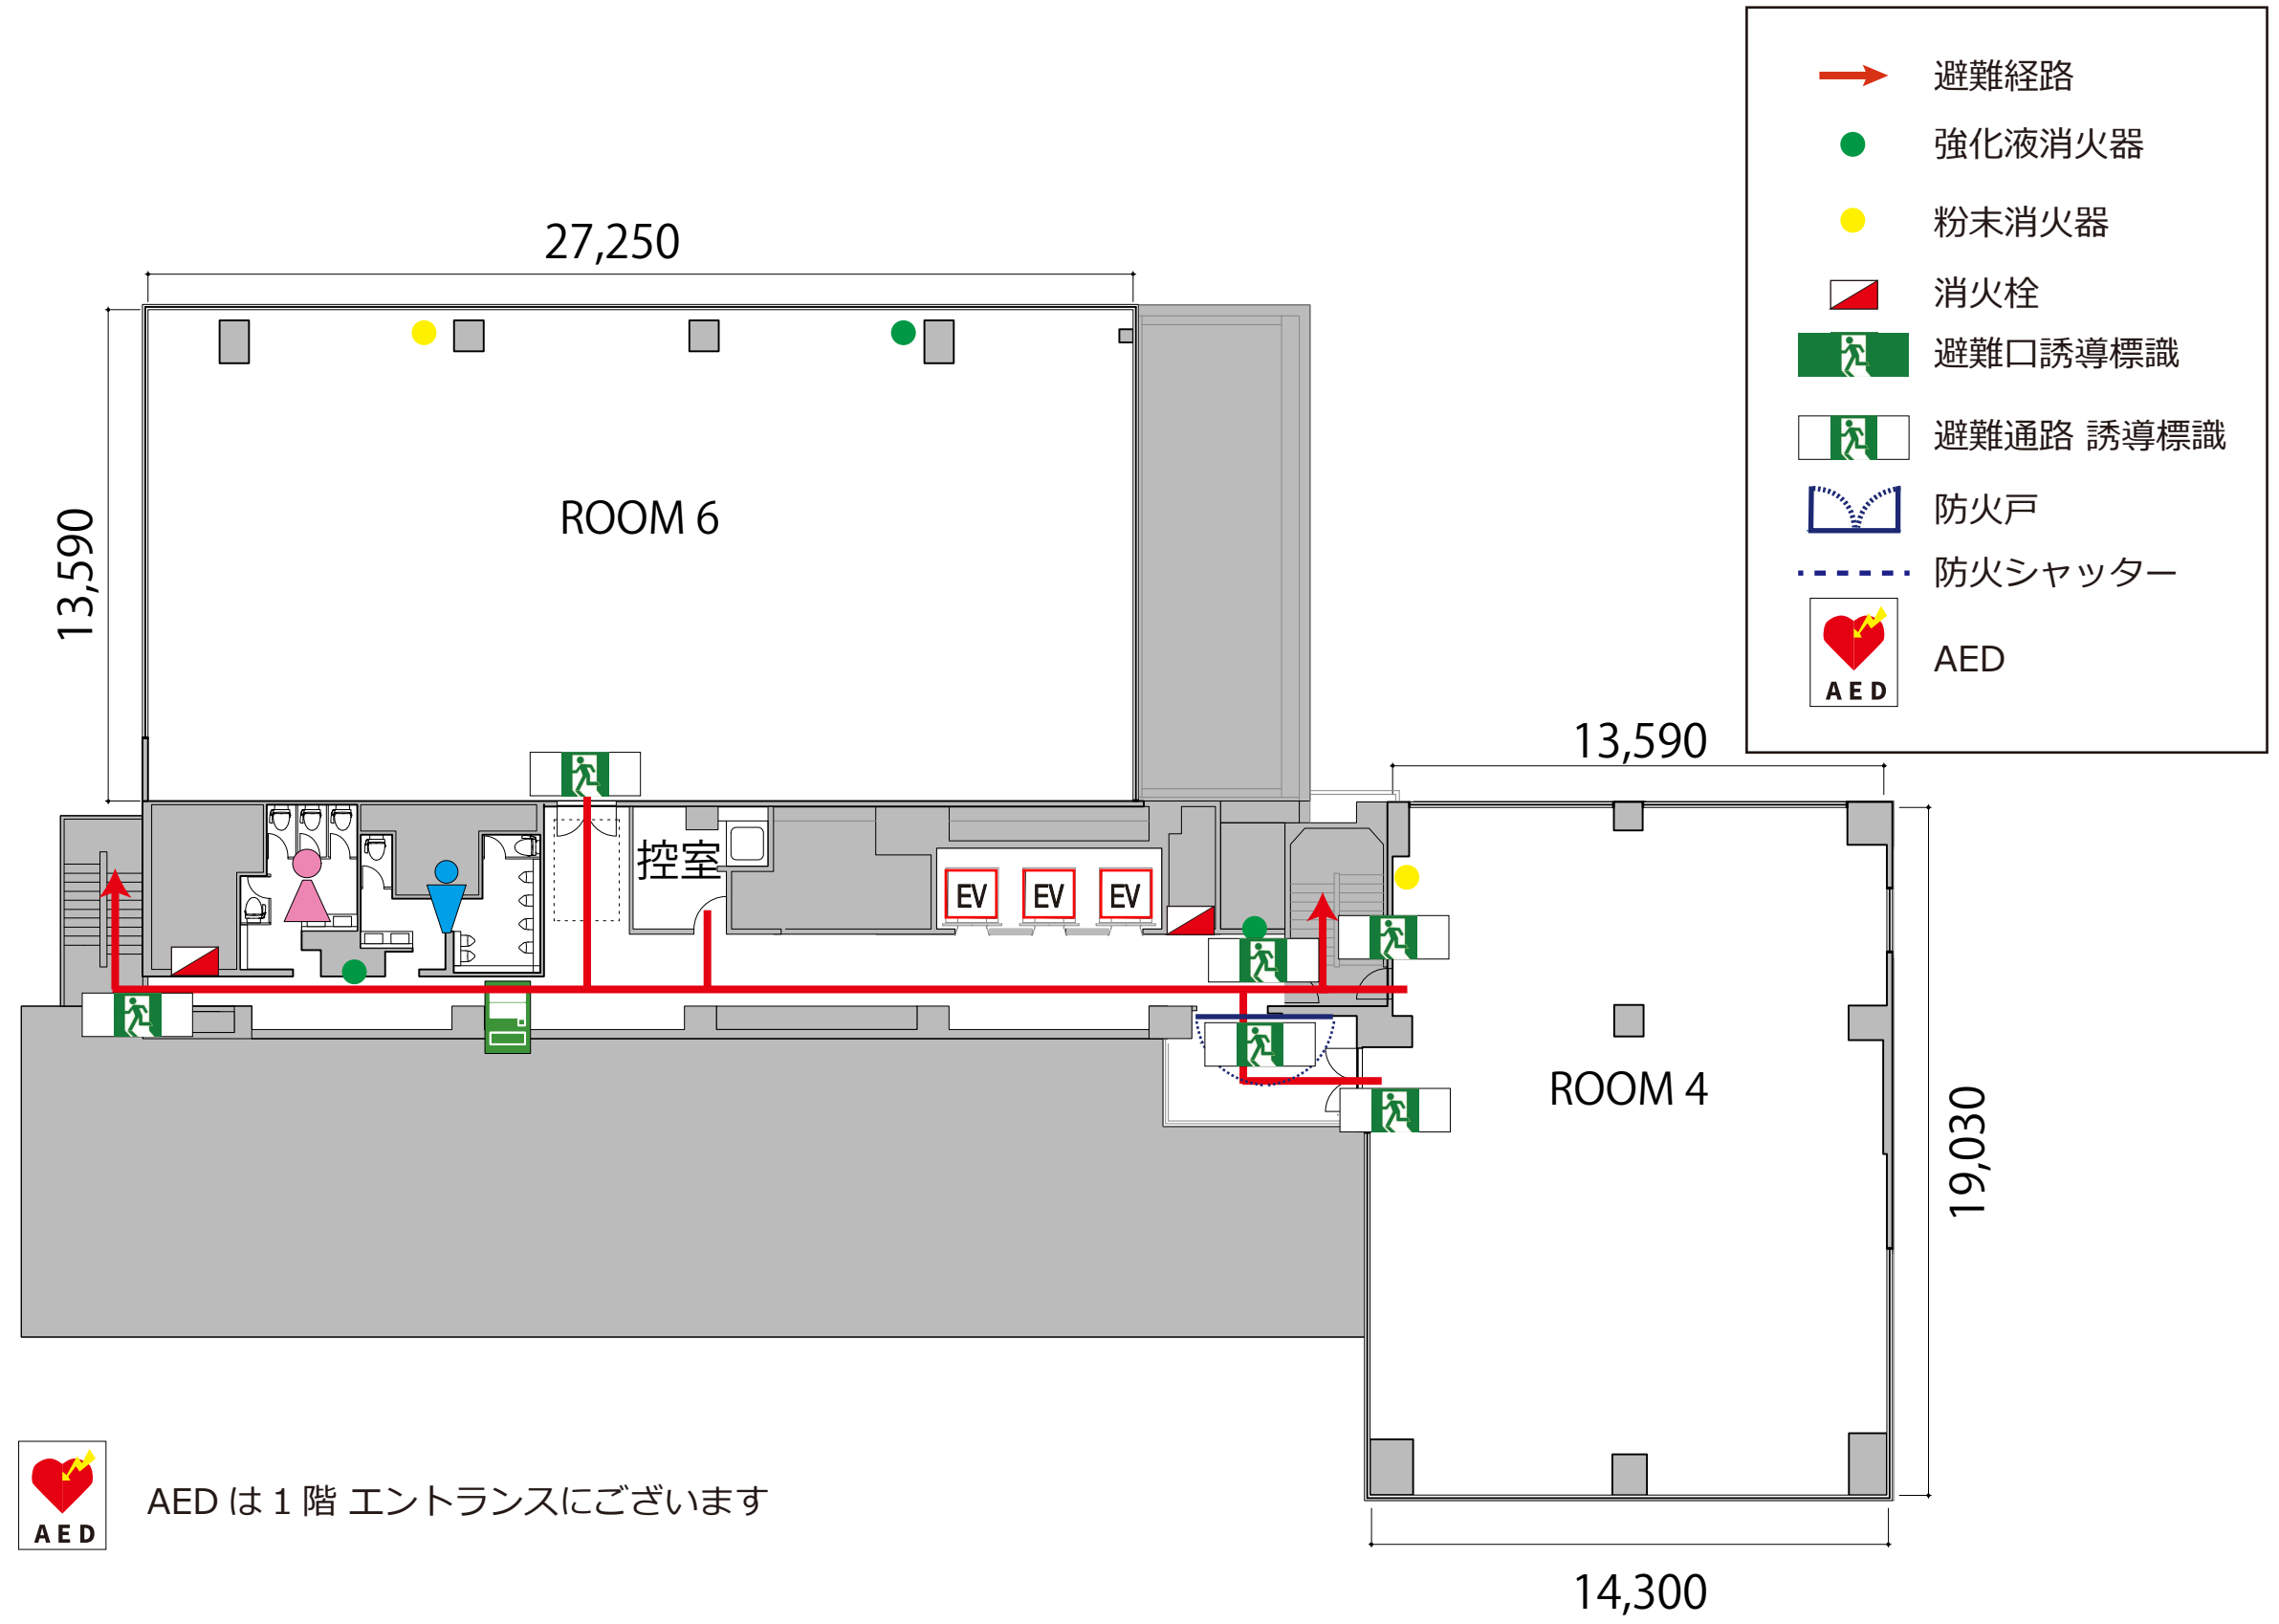 避難経路
強化液消火器
粉末消火器
消火栓
避難口誘導標識
避難通路 誘導標識
防火戸
防火シャッター
AED
AED
27,250
13,590
ROOM 6
13,590
控室
EV
EV
EV
ROOM 4
19,030
14,300
AED
AED は 1 階 エントランスにございます